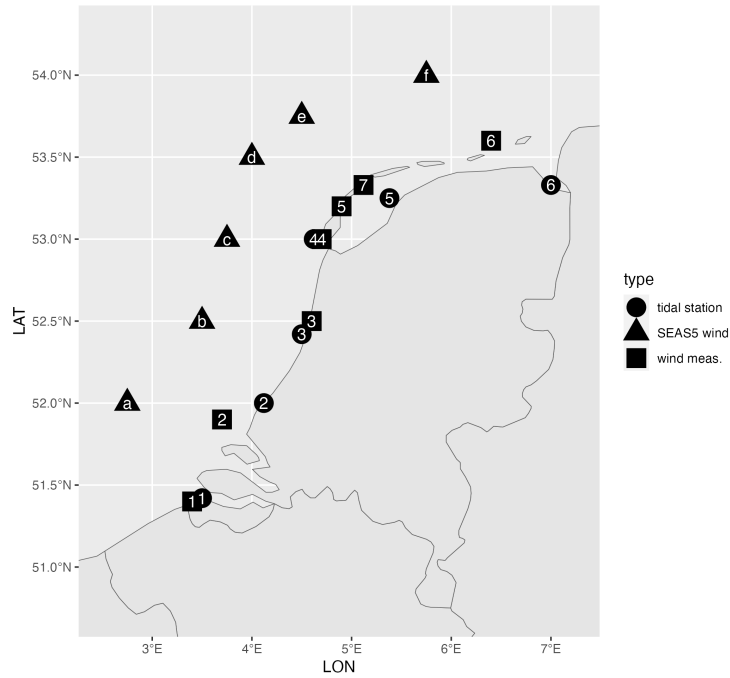 54.0°N
53.5°N
53.0°N
52.5°N
52.0°N
51.5°N
51.0°N
LAT
f
e
6
d
7
6
5
5
c
4
4
b
3
3
a
2
2
1
1
3°E 4°E 5°E 6°E 7°E
LON
type
tidal station
SEAS5 wind
wind meas.